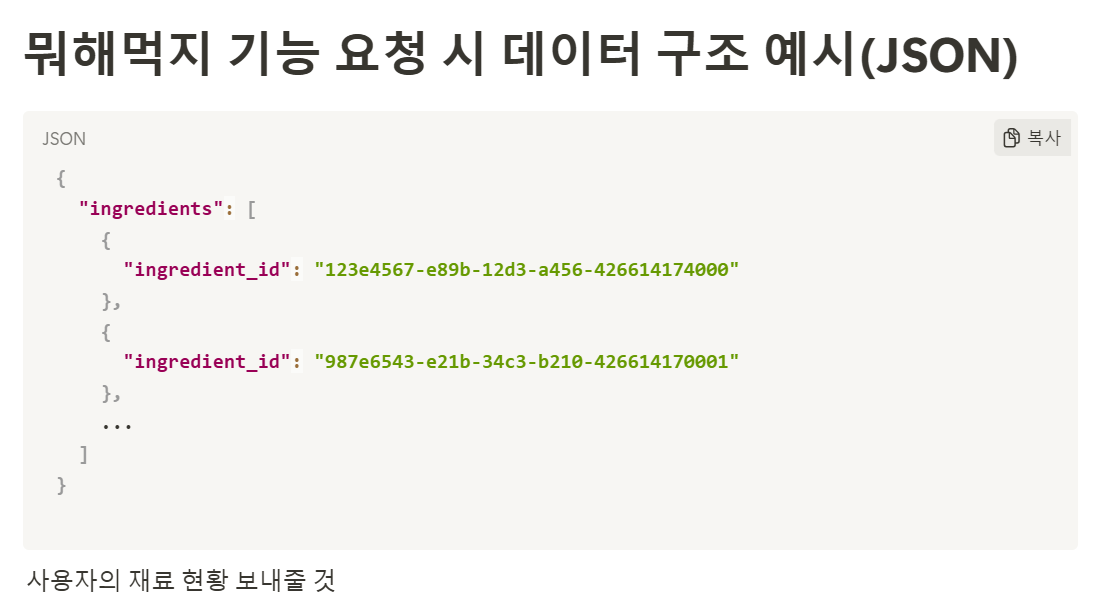 뭐해먹지 기능 요청 시 데이터 구조 예시(JSON)
JSON
복사
{
"ingredients": [
{
"ingredient_id": "123e4567-e89b-12d3-a456-426614174000"
},
{
"ingredient_id": "987e6543-e21b-34c3-b210-426614170001"
},
...
]
}
사용자의 재료 현황 보내줄 것